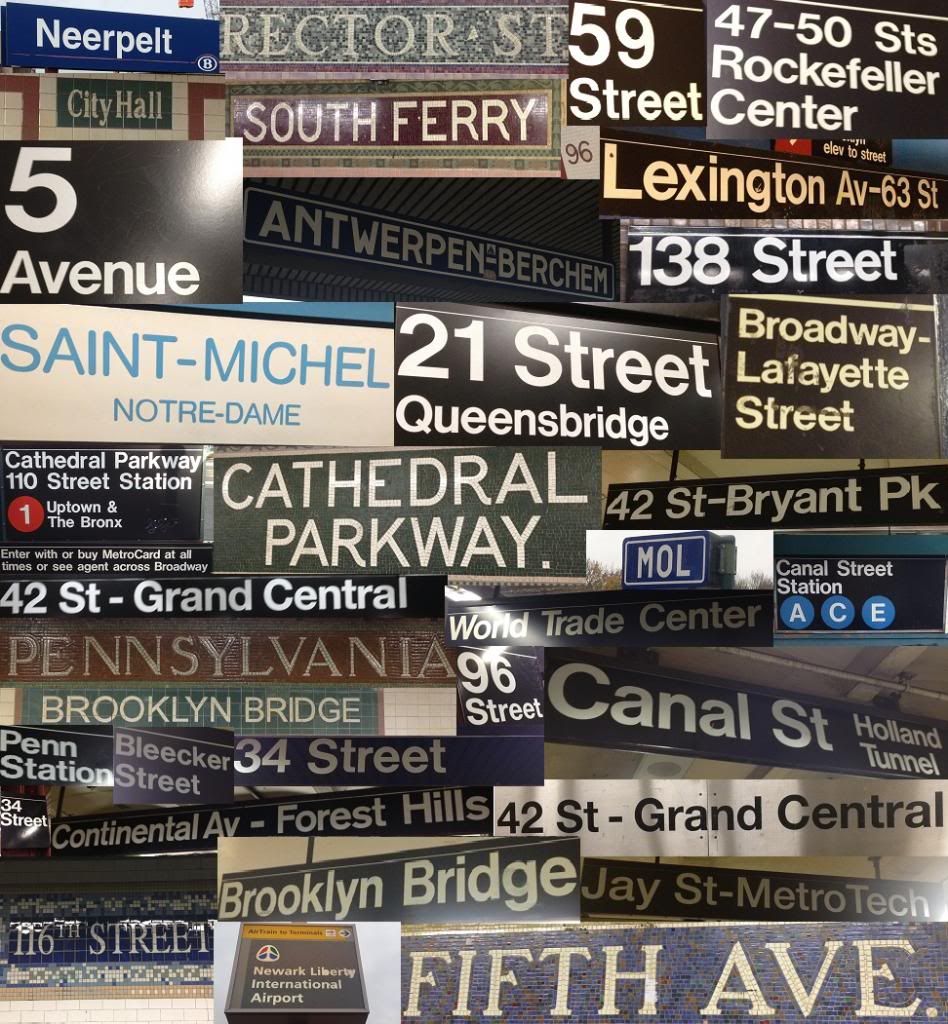 Neerpelt
B
RECTOR ST
59
Street
47-50 Sts
Rockefeller
Center
City Hall
SOUTH FERRY
96
elev to street
Lexington Av-63 St
5
Avenue
ANTWERPEN-BERCHEM
138 Street
SAINT-MICHEL
NOTRE-DAME
21 Street
Queensbridge
Broadway-
Lafayette
Street
Cathedral Parkway
110 Street Station
1 Uptown &
The Bronx
Enter with or buy MetroCard at all
times or see agent across Broadway
CATHEDRAL
PARKWAY.
42 St-Bryant Pk
MOL
Canal Street
Station
A C E
42 St - Grand Central
World Trade Center
PENNSYLVANIA
96
Street
Canal St
Holland
Tunnel
BROOKLYN BRIDGE
Penn
Station
Bleecker
Street
34 Street
34
Street
Continental Av - Forest Hills
42 St - Grand Central
Brooklyn Bridge
Jay St-MetroTech
116TH STREET
AirTrain to Terminals
Newark Liberty
International
Airport
FIFTH AVE.